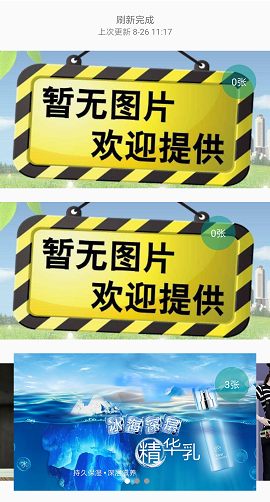 刷新完成
上次更新 8-26 11:17
0张
暂无图片
欢迎提供
0张
暂无图片
欢迎提供
3张
冰海深层
精华乳
持久保湿•深层滋养